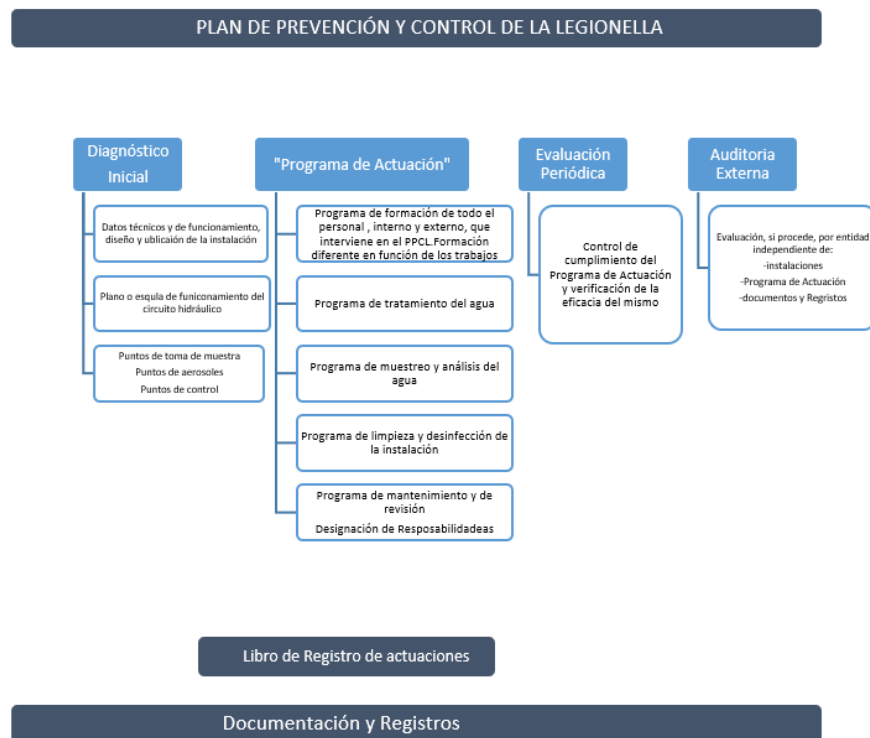 PLAN DE PREVENCIÓN Y CONTROL DE LA LEGIONELLA
Diagnóstico
Inicial
Datos técnicos y de funcionamiento,
diseño y ublicaión de la instalación
Plano o esqula de funiconamiento del
circuito hidráulico
Puntos de toma de muestra
Puntos de aerosoles
Puntos de control
"Programa de Actuación"
Programa de formación de todo el
personal , interno y externo, que
interviene en el PPCL.Formación
diferente en función de los trabajos
Programa de tratamiento del agua
Programa de muestreo y análisis del
agua
Programa de limpieza y desinfección de
la instalación
Programa de mantenimiento y de
revisión
Designación de Resposabilidadeas
Evaluación
Periódica
Control de
cumplimiento del
Programa de Actuación
y verificación de la
eficacia del mismo
Auditoria
Externa
Evaluación, si procede, por entidad
independiente de:
-instalaciones
-Programa de Actuación
-documentos y Regristos
Libro de Registro de actuaciones
Documentación y Registros